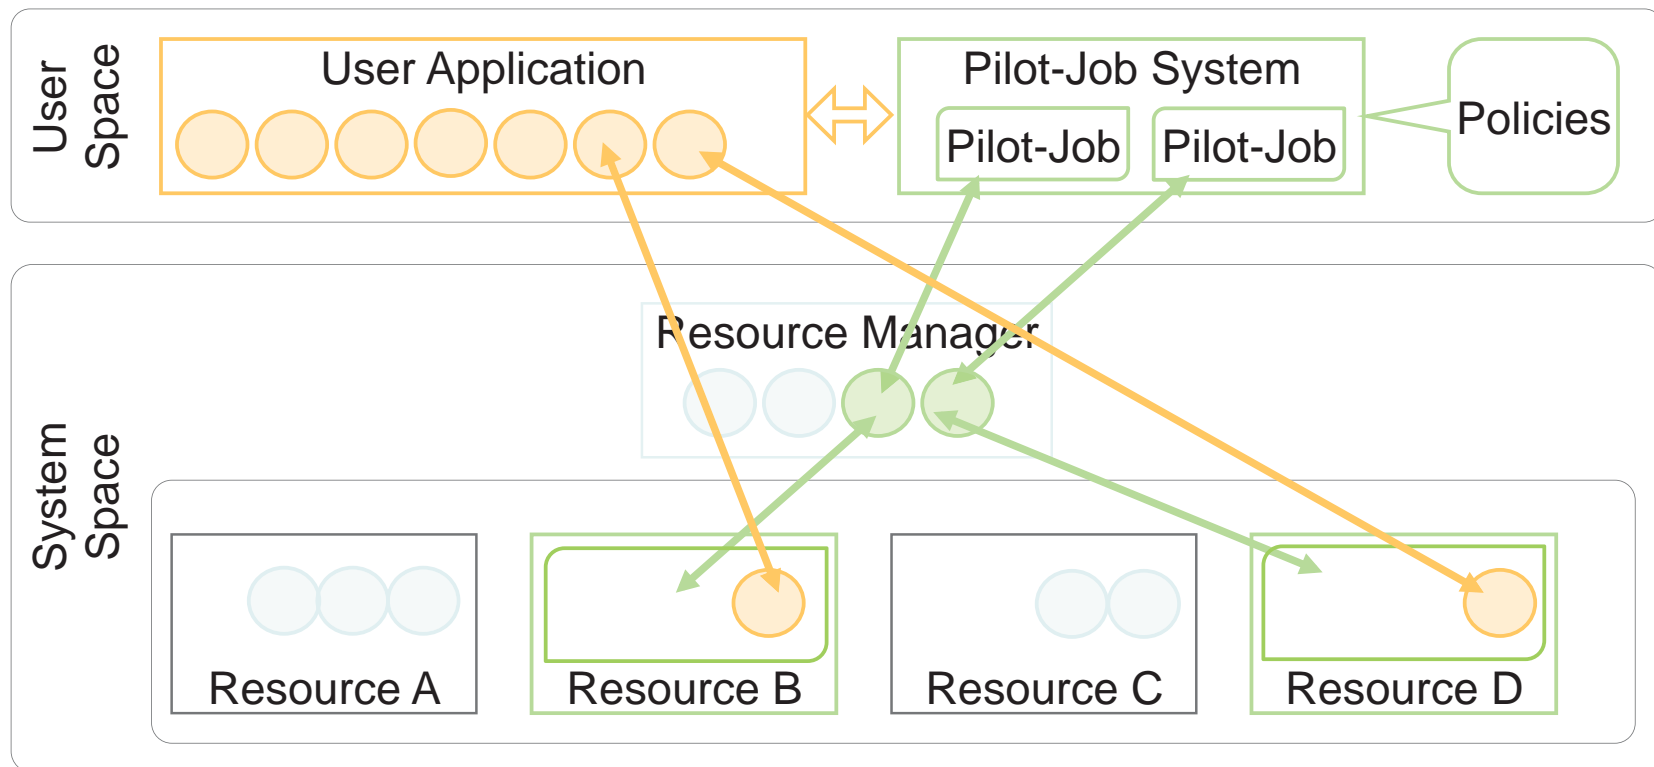 User
Space
User Application
Pilot-Job System
Pilot-Job
Pilot-Job
Policies
System
Space
Resource Manager
Resource A
Resource B
Resource C
Resource D